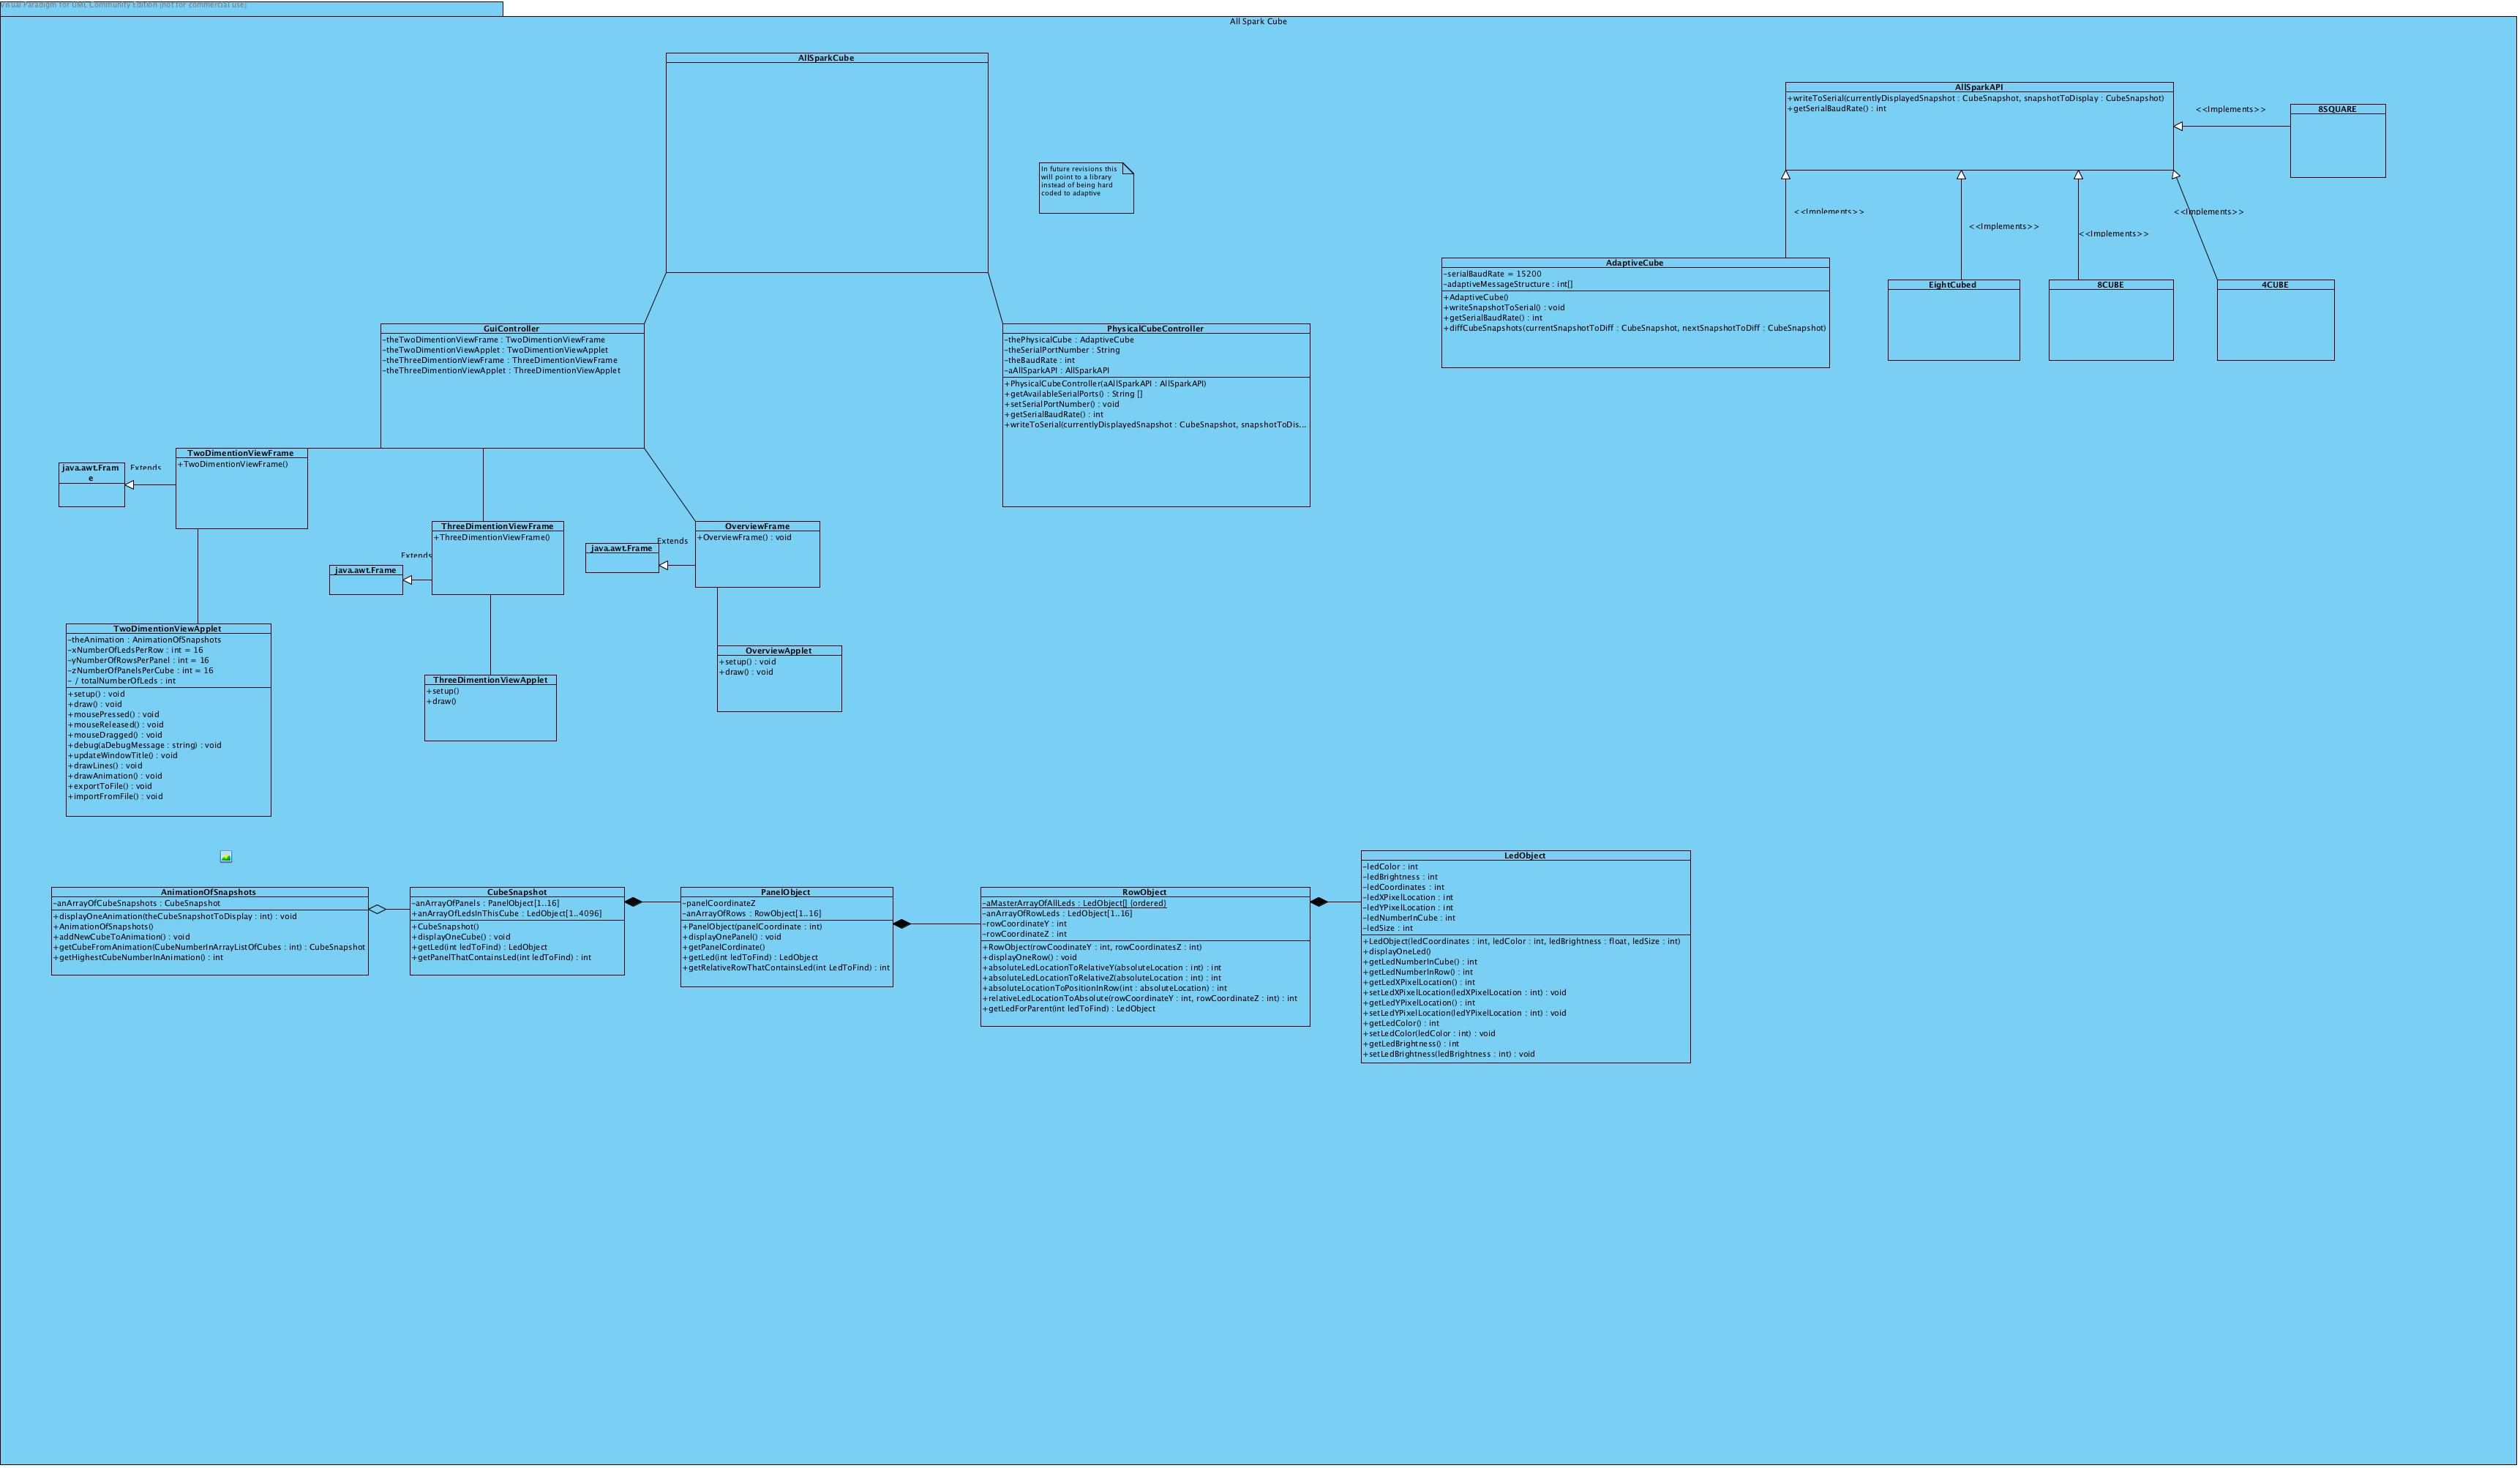 Visual Paradigm for UML Community Edition [not for commercial use]
All Spark Cube
AllSparkCube
In future revisions this
will point to a library
instead of being hard
coded to adaptive
AllSparkAPI
+writeToSerial(currentlyDisplayedSnapshot : CubeSnapshot, snapshotToDisplay : CubeSnapshot)
+getSerialBaudRate() : int
<<Implements>>
8SQUARE
<<Implements>>
<<Implements>>
<<Implements>>
<<Implements>>
AdaptiveCube
-serialBaudRate = 15200
-adaptiveMessageStructure : int[]
+AdaptiveCube()
+writeSnapshotToSerial() : void
+getSerialBaudRate() : int
+diffCubeSnapshots(currentSnapshotToDiff : CubeSnapshot, nextSnapshotToDiff : CubeSnapshot)
EightCubed
8CUBE
4CUBE
GuiController
-theTwoDimentionViewFrame : TwoDimentionViewFrame
-theTwoDimentionViewApplet : TwoDimentionViewApplet
-theThreeDimentionViewFrame : ThreeDimentionViewFrame
-theThreeDimentionViewApplet : ThreeDimentionViewApplet
PhysicalCubeController
-thePhysicalCube : AdaptiveCube
-theSerialPortNumber : String
-theBaudRate : int
-aAllSparkAPI : AllSparkAPI
+PhysicalCubeController(aAllSparkAPI : AllSparkAPI)
+getAvailableSerialPorts() : String []
+setSerialPortNumber() : void
+getSerialBaudRate() : int
+writeToSerial(currentlyDisplayedSnapshot : CubeSnapshot, snapshotToDis...
java.awt.Fram
e
Extends
TwoDimentionViewFrame
+TwoDimentionViewFrame()
java.awt.Frame
Extends
ThreeDimentionViewFrame
+ThreeDimentionViewFrame()
java.awt.Frame
Extends
OverviewFrame
+OverviewFrame() : void
TwoDimentionViewApplet
-theAnimation : AnimationOfSnapshots
-xNumberOfLedsPerRow : int = 16
-yNumberOfRowsPerPanel : int = 16
-zNumberOfPanelsPerCube : int = 16
- / totalNumberOfLeds : int
+setup() : void
+draw() : void
+mousePressed() : void
+mouseReleased() : void
+mouseDragged() : void
+debug(aDebugMessage : string) : void
+updateWindowTitle() : void
+drawLines() : void
+drawAnimation() : void
+exportToFile() : void
+importFromFile() : void
ThreeDimentionViewApplet
+setup()
+draw()
OverviewApplet
+setup() : void
+draw() : void
AnimationOfSnapshots
-anArrayOfCubeSnapshots : CubeSnapshot
+displayOneAnimation(theCubeSnapshotToDisplay : int) : void
+AnimationOfSnapshots()
+addNewCubeToAnimation() : void
+getCubeFromAnimation(CubeNumberInArrayListOfCubes : int) : CubeSnapshot
+getHighestCubeNumberInAnimation() : int
CubeSnapshot
-anArrayOfPanels : PanelObject[1..16]
+anArrayOfLedsInThisCube : LedObject[1..4096]
+CubeSnapshot()
+displayOneCube() : void
+getLed(int ledToFind) : LedObject
+getPanelThatContainsLed(int ledToFind) : int
PanelObject
-panelCoordinateZ
-anArrayOfRows : RowObject[1..16]
+PanelObject(panelCoordinate : int)
+displayOnePanel() : void
+getPanelCordinate()
+getLed(int ledToFind) : LedObject
+getRelativeRowThatContainsLed(int LedToFind) : int
RowObject
-aMasterArrayOfAllLeds : LedObject[] {ordered}
-anArrayOfRowLeds : LedObject[1..16]
-rowCoordinateY : int
-rowCoordinateZ : int
+RowObject(rowCoodinateY : int, rowCoordinatesZ : int)
+displayOneRow() : void
+absoluteLedLocationToRelativeY(absoluteLocation : int) : int
+absoluteLedLocationToRelativeZ(absoluteLocation : int) : int
+absoluteLocationToPositionInRow(int : absoluteLocation) : int
+relativeLedLocationToAbsolute(rowCoordinateY : int, rowCoordinateZ : int) : int
+getLedForParent(int ledToFind) : LedObject
LedObject
-ledColor : int
-ledBrightness : int
-ledCoordinates : int
-ledXPixelLocation : int
-ledYPixelLocation : int
-ledNumberInCube : int
-ledSize : int
+LedObject(ledCoordinates : int, ledColor : int, ledBrightness : float, ledSize : int)
+displayOneLed()
+getLedNumberInCube() : int
+getLedNumberInRow() : int
+getLedXPixelLocation() : int
+setLedXPixelLocation(ledXPixelLocation : int) : void
+getLedYPixelLocation() : int
+setLedYPixelLocation(ledYPixelLocation : int) : void
+getLedColor() : int
+setLedColor(ledColor : int) : void
+getLedBrightness() : int
+setLedBrightness(ledBrightness : int) : void